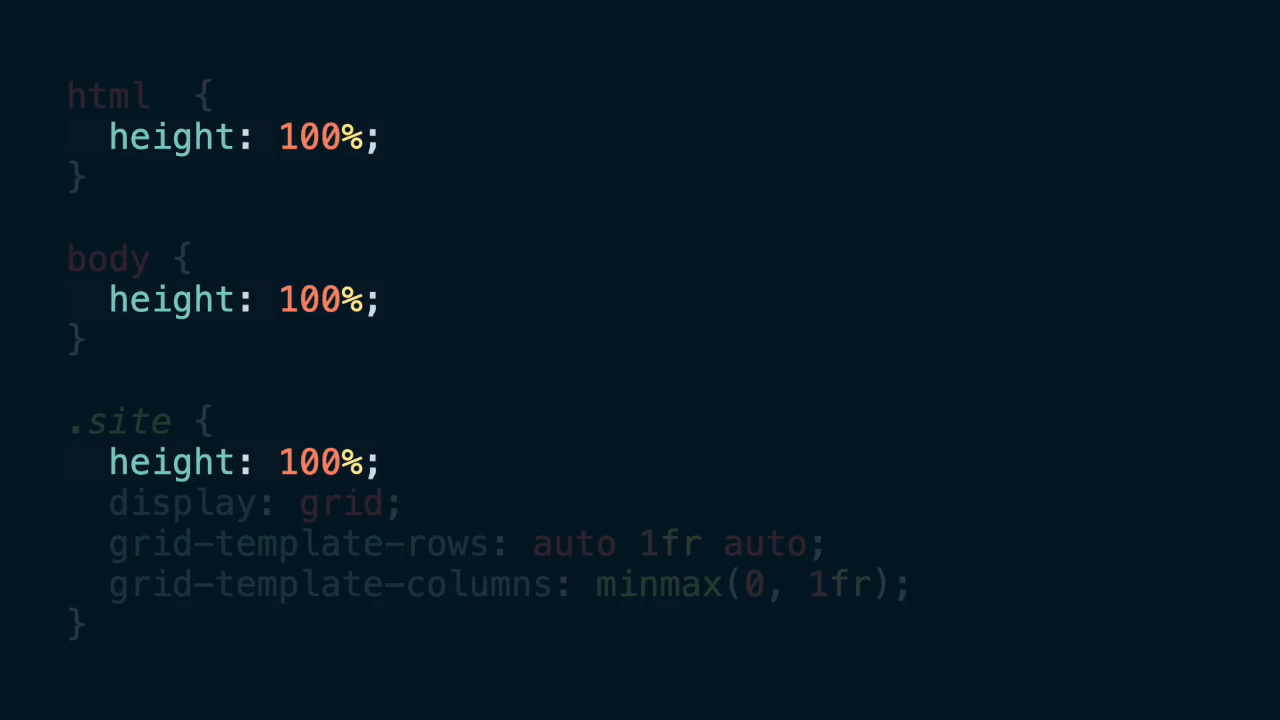 html  {
  height: 100%;
}

body {
  height: 100%;
}

.site {
  height: 100%;
  display: grid;
  grid-template-rows: auto 1fr auto;
  grid-template-columns: minmax(0, 1fr);
}